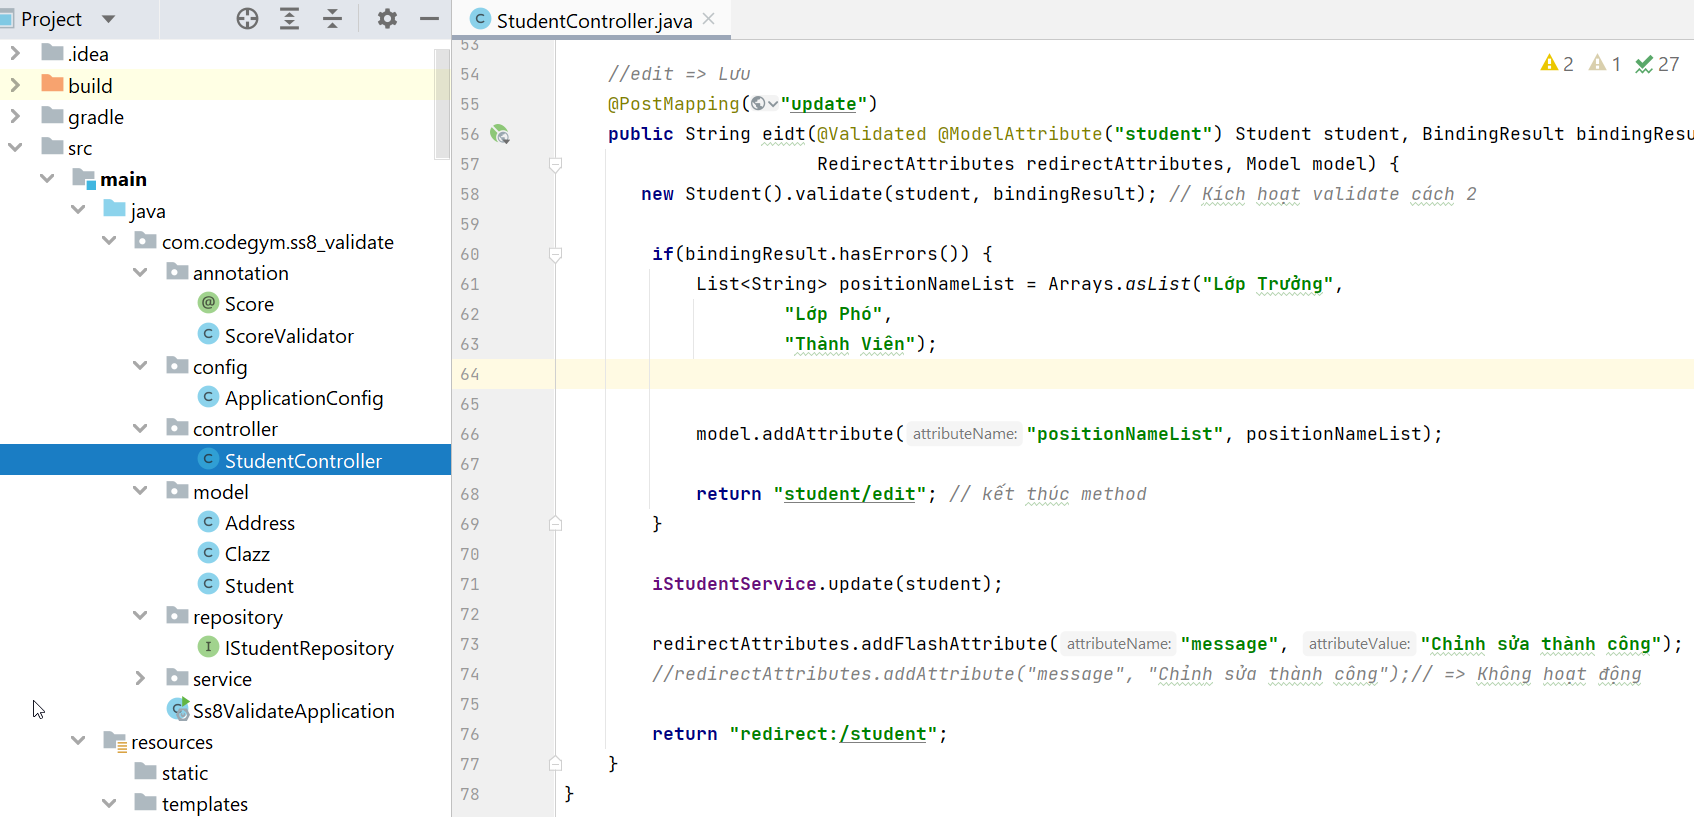 Project
.idea
build
gradle
src
main
java
com.codegym.ss8_validate
annotation
@ Score
C ScoreValidator
config
C ApplicationConfig
controller
C StudentController
model
C Address
C Clazz
C Student
repository
I IStudentRepository
service
C Ss8ValidateApplication
resources
static
templates
C StudentController.java
2 1 27
53
54 //edit => Lưu
55 @PostMapping("update")
56 public String eidt(@Validated @ModelAttribute("student") Student student, BindingResult bindingResu
57 RedirectAttributes redirectAttributes, Model model) {
58 new Student().validate(student, bindingResult); // Kích hoạt validate cách 2
59
60 if(bindingResult.hasErrors()) {
61 List<String> positionNameList = Arrays.asList("Lớp Trưởng",
62 "Lớp Phó",
63 "Thành Viên");
64
65
66 model.addAttribute( attributeName: "positionNameList", positionNameList);
67
68 return "student/edit"; // kết thúc method
69 }
70
71 iStudentService.update(student);
72
73 redirectAttributes.addFlashAttribute( attributeName: "message", attributeValue: "Chỉnh sửa thành công");
74 //redirectAttributes.addAttribute("message", "Chỉnh sửa thành công");// => Không hoạt động
75
76 return "redirect:/student";
77 }
78 }